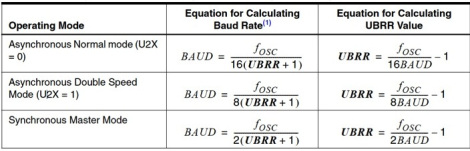 Operating Mode
Equation for Calculating
Baud Rate(1)
Equation for Calculating
UBRR Value
Asynchronous Normal mode (U2X
= 0)
BAUD = fOSC / 16(UBRR + 1)
UBRR = fOSC / 16BAUD – 1
Asynchronous Double Speed
Mode (U2X = 1)
BAUD = fOSC / 8(UBRR + 1)
UBRR = fOSC / 8BAUD – 1
Synchronous Master Mode
BAUD = fOSC / 2(UBRR + 1)
UBRR = fOSC / 2BAUD – 1